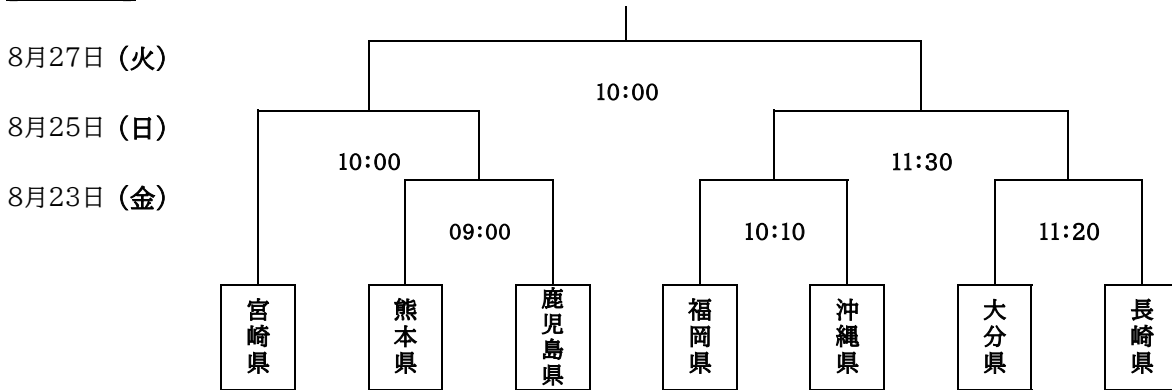 8月27日（火）
10:00
8月25日（日）
10:00
11:30
8月23日（金）
09:00
10:10
11:20
宮崎県
熊本県
鹿児島県
福岡県
沖縄県
大分県
長崎県